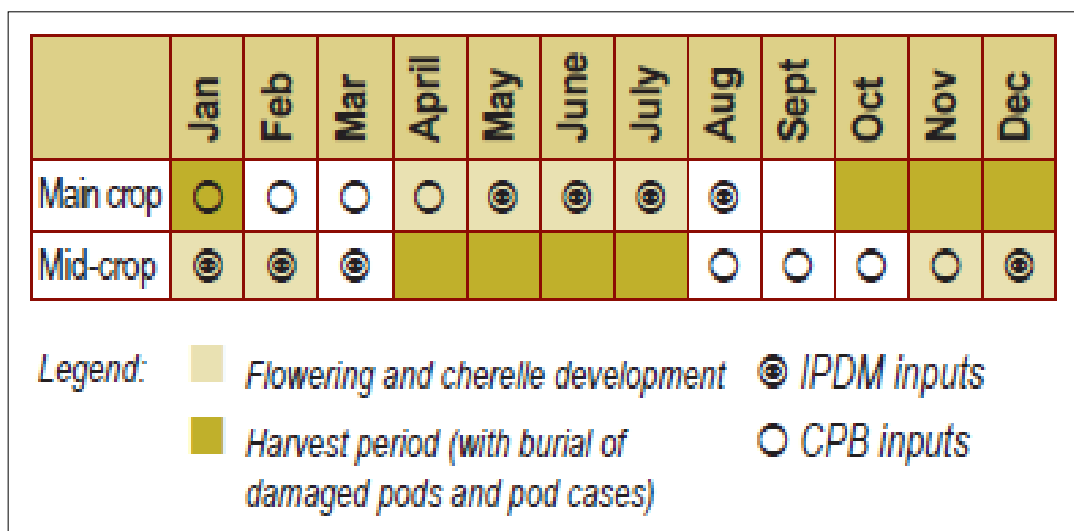 Jan Feb Mar April May June July Aug Sept Oct Nov Dec
Main crop
Mid-crop
Legend:
Flowering and cherelle development
IPDM inputs
Harvest period (with burial of
damaged pods and pod cases)
CPB inputs